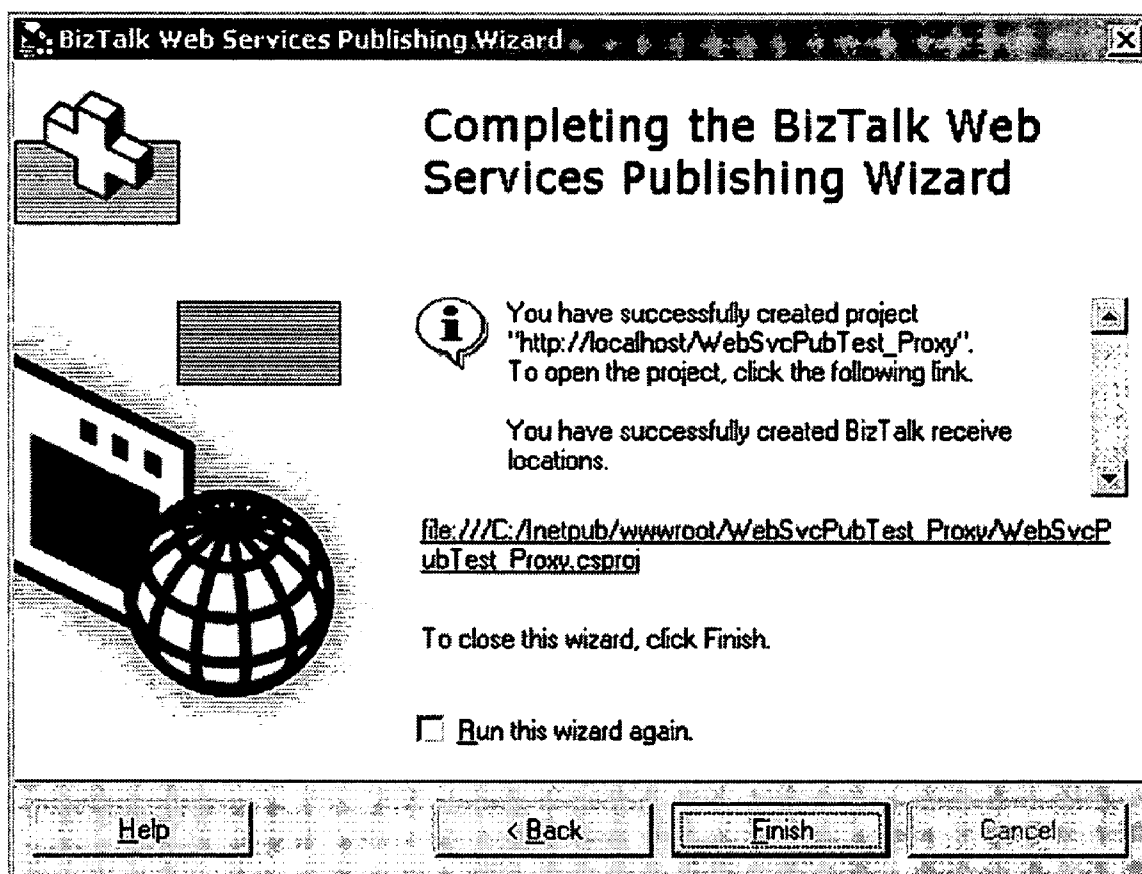 BizTalk Web Services Publishing Wizard
Completing the BizTalk Web
Services Publishing Wizard
You have successfully created project
"http://localhost/WebSvcPubTest_Proxy".
To open the project, click the following link.
You have successfully created BizTalk receive
locations.
file:///C:/Inetpub/wwwroot/WebSvcPubTest_Proxy/WebSvcP
ubTest_Proxy.csproj
To close this wizard, click Finish.
Run this wizard again.
Help
< Back
Finish
Cancel